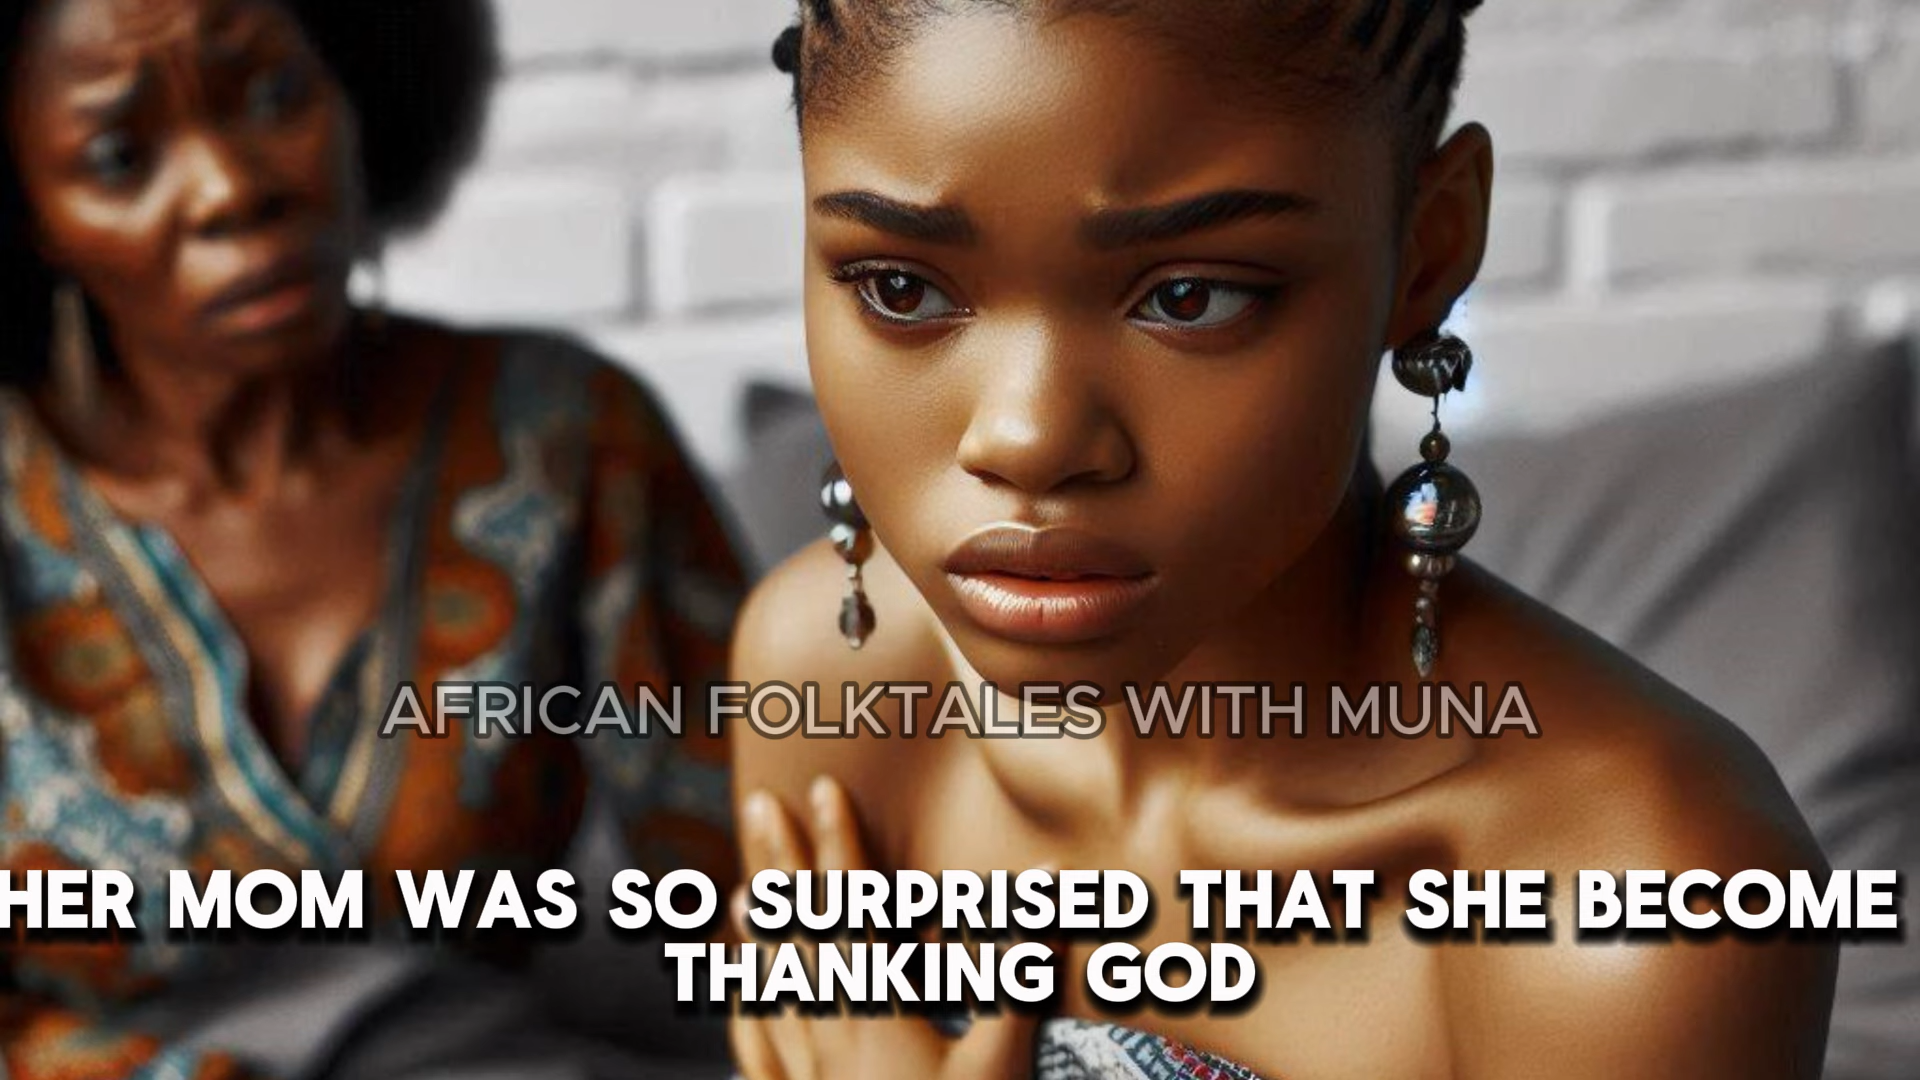 AFRICAN FOLKTALES WITH MUNA
HER MOM WAS SO SURPRISED THAT SHE BECOME
THANKING GOD